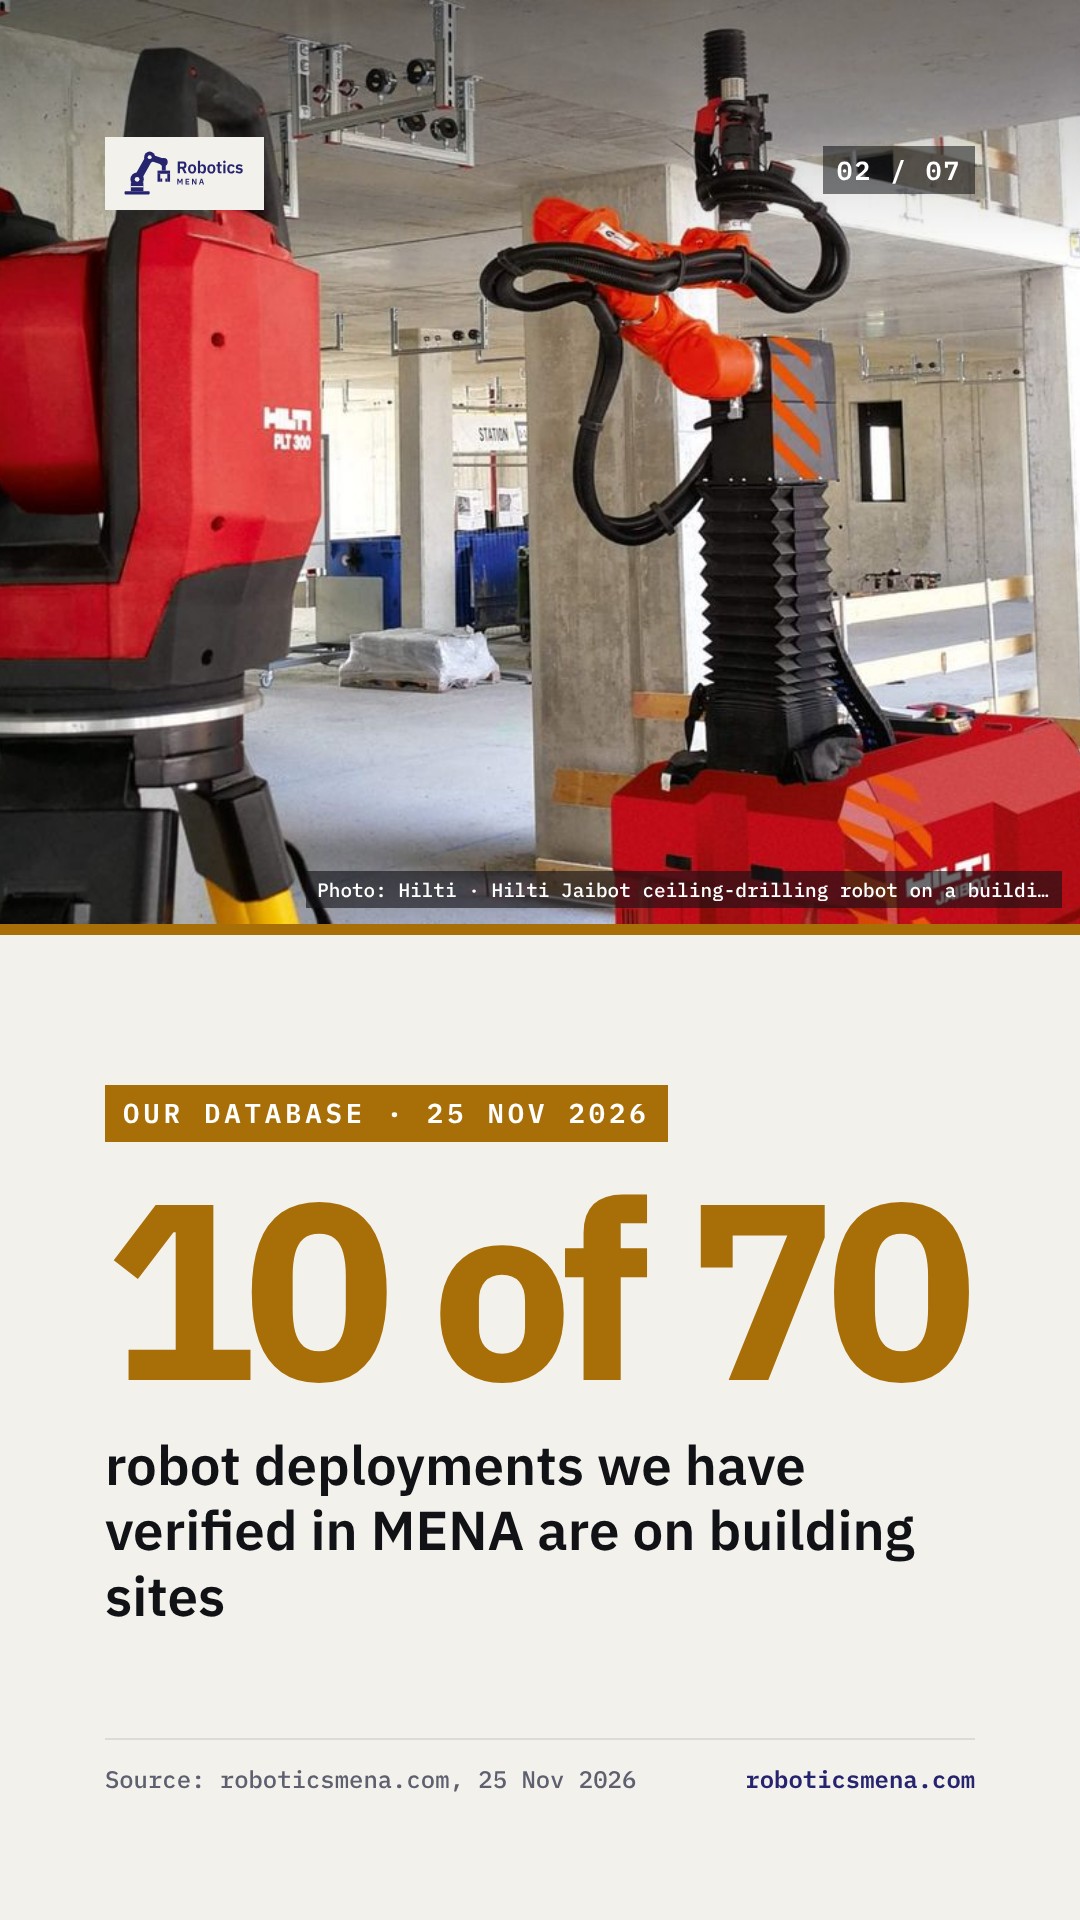 Robotics
MENA
02 / 07
HILTI
PLT 300
STATION
Photo: Hilti · Hilti Jaibot ceiling-drilling robot on a buildi…
HILTI
JAIBOT
OUR DATABASE · 25 NOV 2026
10 of 70
robot deployments we have
verified in MENA are on building
sites
Source: roboticsmena.com, 25 Nov 2026
roboticsmena.com